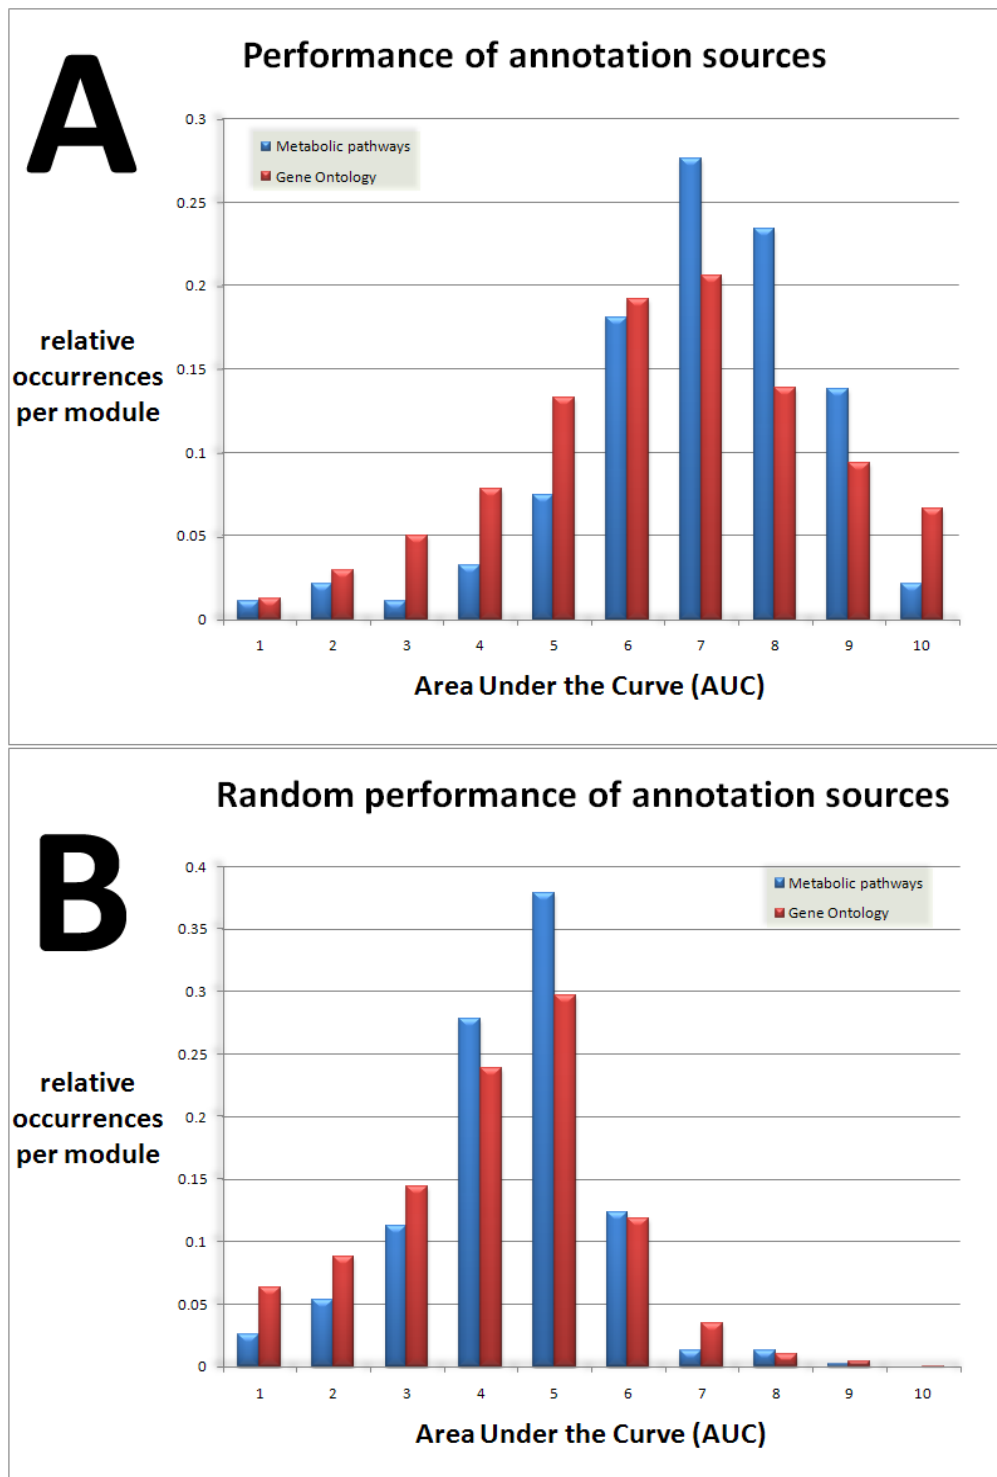 A
Performance of annotation sources
0.3
Metabolic pathways
Gene Ontology
0.25
0.2
relative
occurrences
per module
0.15
0.1
0.05
0
1 2 3 4 5 6 7 8 9 10
Area Under the Curve (AUC)
B
Random performance of annotation sources
0.4
Metabolic pathways
Gene Ontology
0.35
0.3
0.25
relative
occurrences
per module
0.2
0.15
0.1
0.05
0
1 2 3 4 5 6 7 8 9 10
Area Under the Curve (AUC)